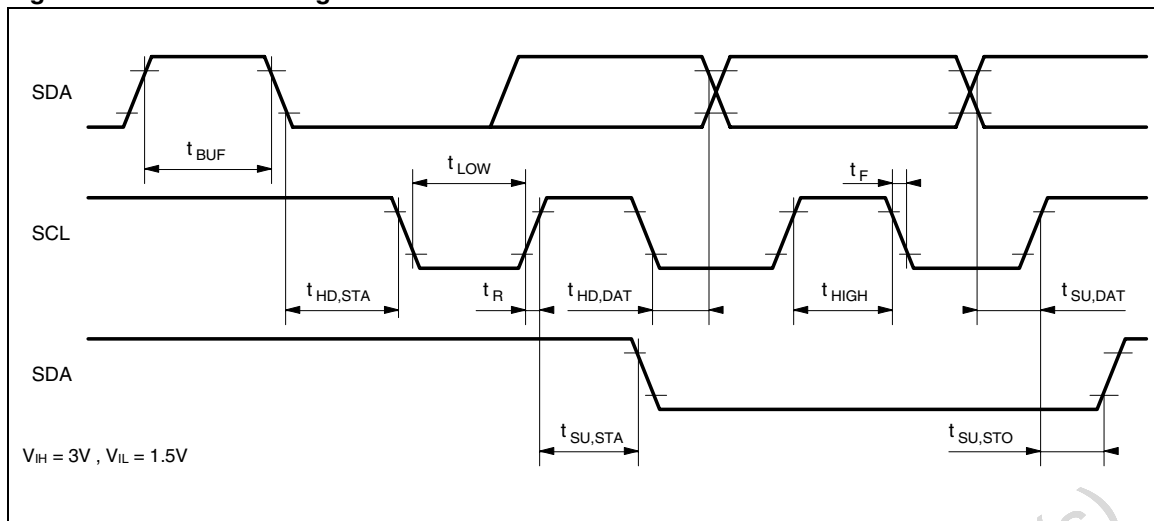 SDA
t BUF
t LOW
t F
SCL
t HD,STA
t R
t HD,DAT
t HIGH
t SU,DAT
SDA
t SU,STA
t SU,STO
VIH = 3V , VIL = 1.5V